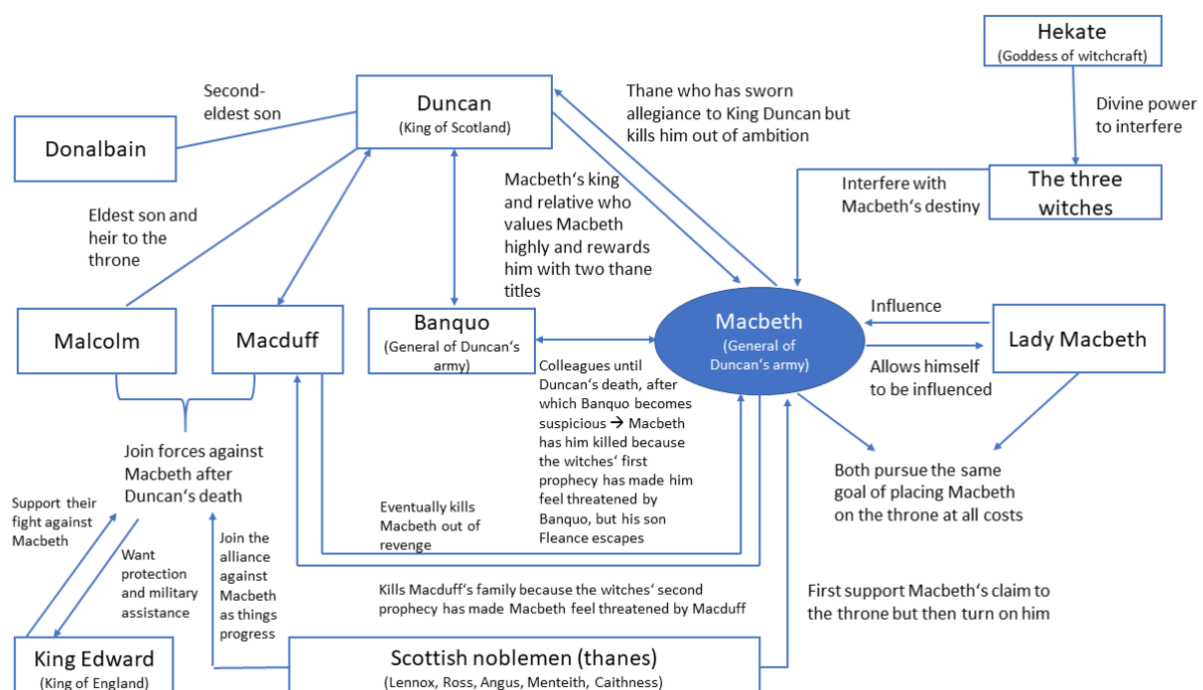 Hekate
(Goddess of witchcraft)
Divine power
to interfere
The three
witches
Interfere with
Macbeth‘s destiny
Second-
eldest son
Donalbain
Duncan
(King of Scotland)
Thane who has sworn
allegiance to King Duncan but
kills him out of ambition
Macbeth‘s king
and relative who
values Macbeth
highly and rewards
him with two thane
titles
Eldest son and
heir to the
throne
Malcolm
Macduff
Banquo
(General of Duncan‘s
army)
Macbeth
(General of
Duncan‘s army)
Influence
Allows himself
to be influenced
Lady Macbeth
Colleagues until
Duncan‘s death, after
which Banquo becomes
suspicious → Macbeth
has him killed because
the witches‘ first
prophecy has made him
feel threatened by
Banquo, but his son
Fleance escapes
Both pursue the same
goal of placing Macbeth
on the throne at all costs
Join forces against
Macbeth after
Duncan‘s death
Support their
fight against
Macbeth
Want
protection
and military
assistance
Join the
alliance
against
Macbeth
as things
progress
Eventually kills
Macbeth out of
revenge
Kills Macduff‘s family because the witches‘ second
prophecy has made Macbeth feel threatened by Macduff
First support Macbeth‘s claim to
the throne but then turn on him
King Edward
(King of England)
Scottish noblemen (thanes)
(Lennox, Ross, Angus, Menteith, Caithness)